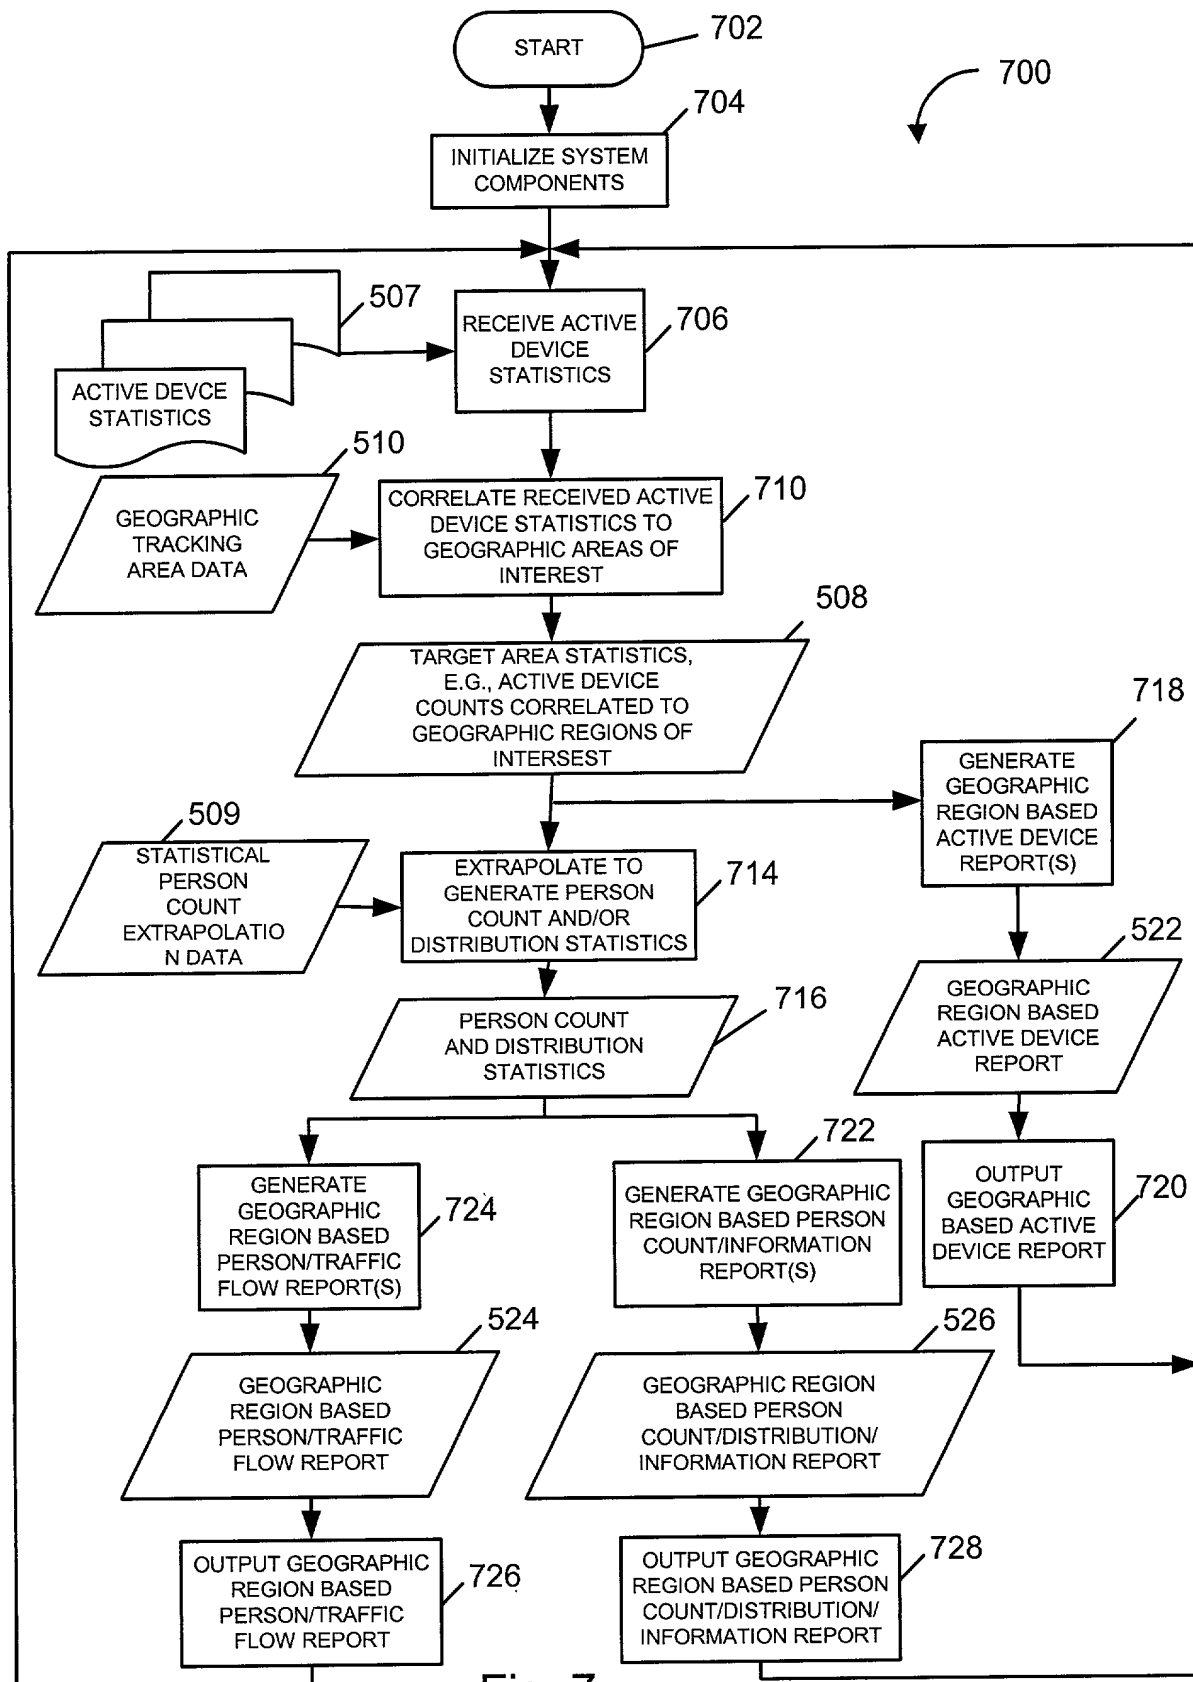 START
702
700
704
INITIALIZE SYSTEM
COMPONENTS
507
706
RECEIVE ACTIVE
DEVICE
STATISTICS
ACTIVE DEVCE
STATISTICS
510
710
CORRELATE RECEIVED ACTIVE
DEVICE STATISTICS TO
GEOGRAPHIC AREAS OF
INTEREST
GEOGRAPHIC
TRACKING
AREA DATA
508
TARGET AREA STATISTICS,
E.G., ACTIVE DEVICE
COUNTS CORRELATED TO
GEOGRAPHIC REGIONS OF
INTERSEST
718
GENERATE
GEOGRAPHIC
REGION BASED
ACTIVE DEVICE
REPORT(S)
509
STATISTICAL
PERSON
COUNT
EXTRAPOLATIO
N DATA
EXTRAPOLATE TO
GENERATE PERSON
COUNT AND/OR
DISTRIBUTION STATISTICS
714
522
GEOGRAPHIC
REGION BASED
ACTIVE DEVICE
REPORT
716
PERSON COUNT
AND DISTRIBUTION
STATISTICS
722
720
OUTPUT
GEOGRAPHIC
BASED ACTIVE
DEVICE REPORT
GENERATE
GEOGRAPHIC
REGION BASED
PERSON/TRAFFIC
FLOW REPORT(S)
724
GENERATE GEOGRAPHIC
REGION BASED PERSON
COUNT/INFORMATION
REPORT(S)
524
526
GEOGRAPHIC
REGION BASED
PERSON/TRAFFIC
FLOW REPORT
GEOGRAPHIC REGION
BASED PERSON
COUNT/DISTRIBUTION/
INFORMATION REPORT
OUTPUT GEOGRAPHIC
REGION BASED
PERSON/TRAFFIC
FLOW REPORT
726
OUTPUT GEOGRAPHIC
REGION BASED PERSON
COUNT/DISTRIBUTION/
INFORMATION REPORT
728
Fig. 7